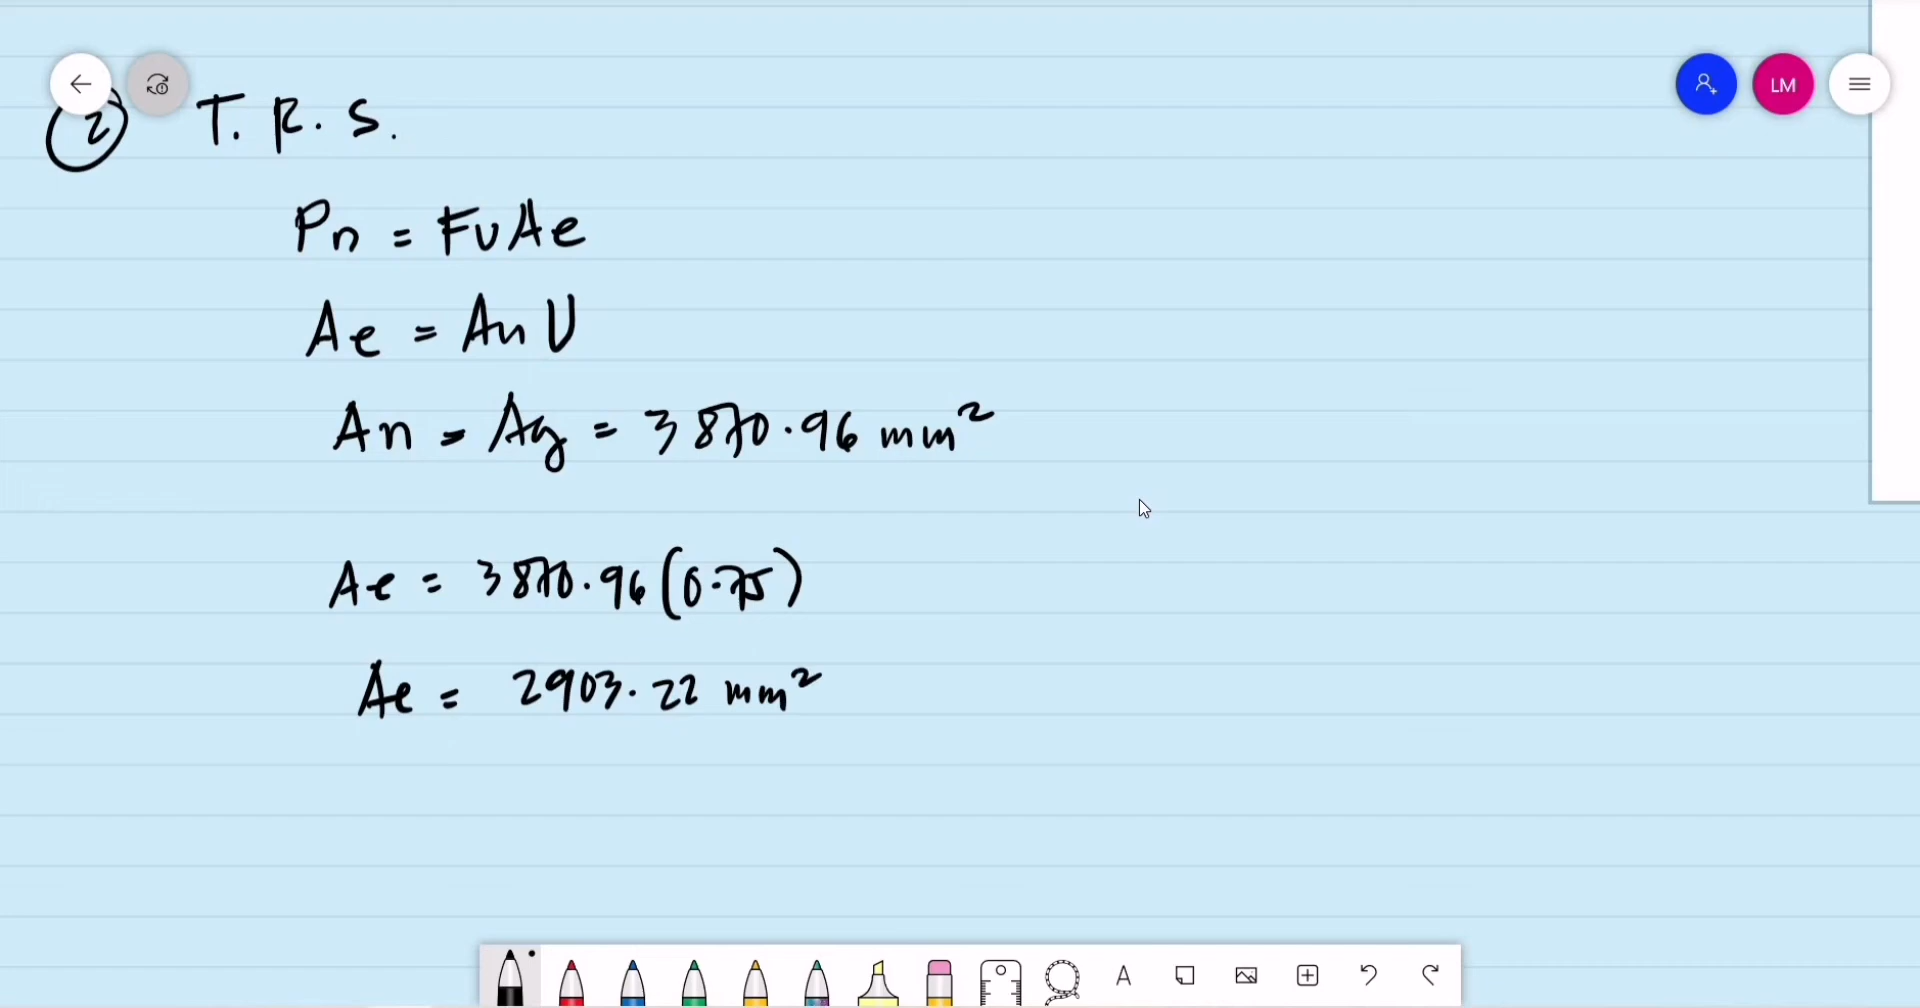 LM
② T. R. S.
Pn = FuAe
Ae = An U
An = Ag = 3870.96 mm²
Ae = 3870.96 (0.75)
Ae = 2903.22 mm²
A